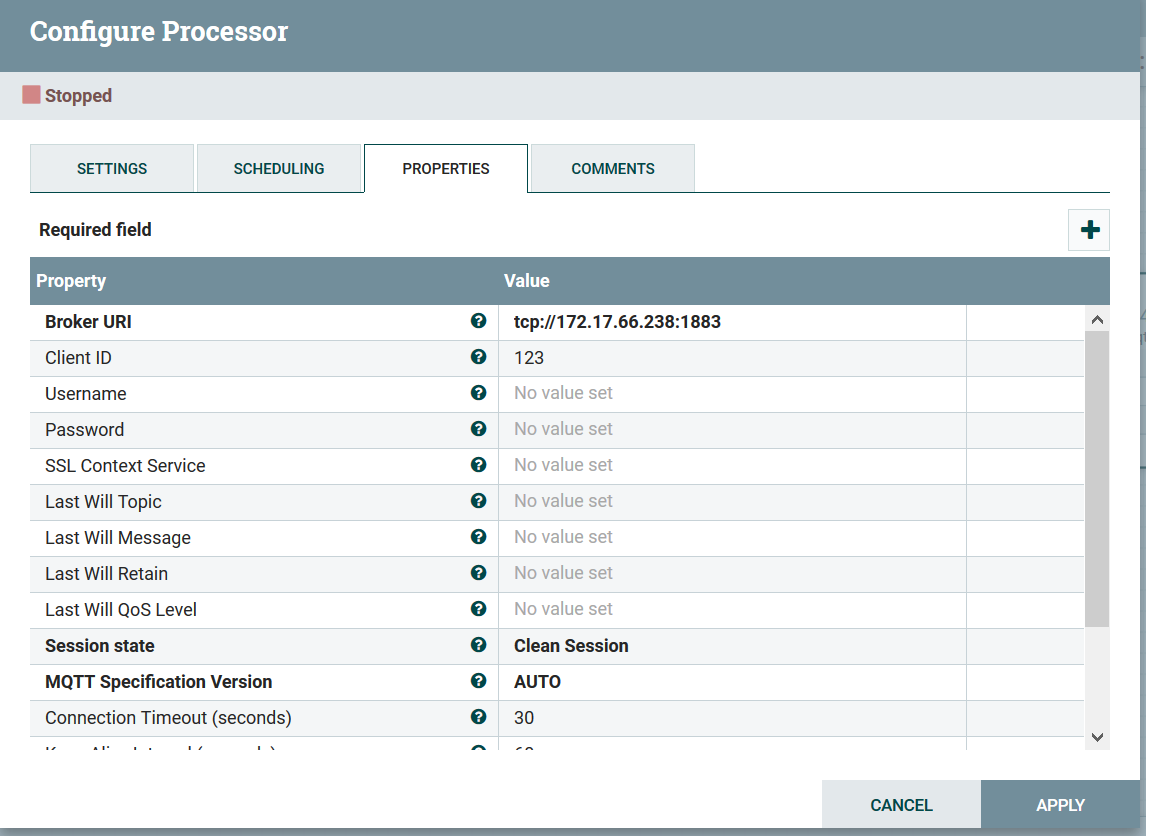 Configure Processor
Stopped
SETTINGS SCHEDULING PROPERTIES COMMENTS
Required field
Property Value
Broker URI tcp://172.17.66.238:1883
Client ID 123
Username No value set
Password No value set
SSL Context Service No value set
Last Will Topic No value set
Last Will Message No value set
Last Will Retain No value set
Last Will QoS Level No value set
Session state Clean Session
MQTT Specification Version AUTO
Connection Timeout (seconds) 30
CANCEL APPLY